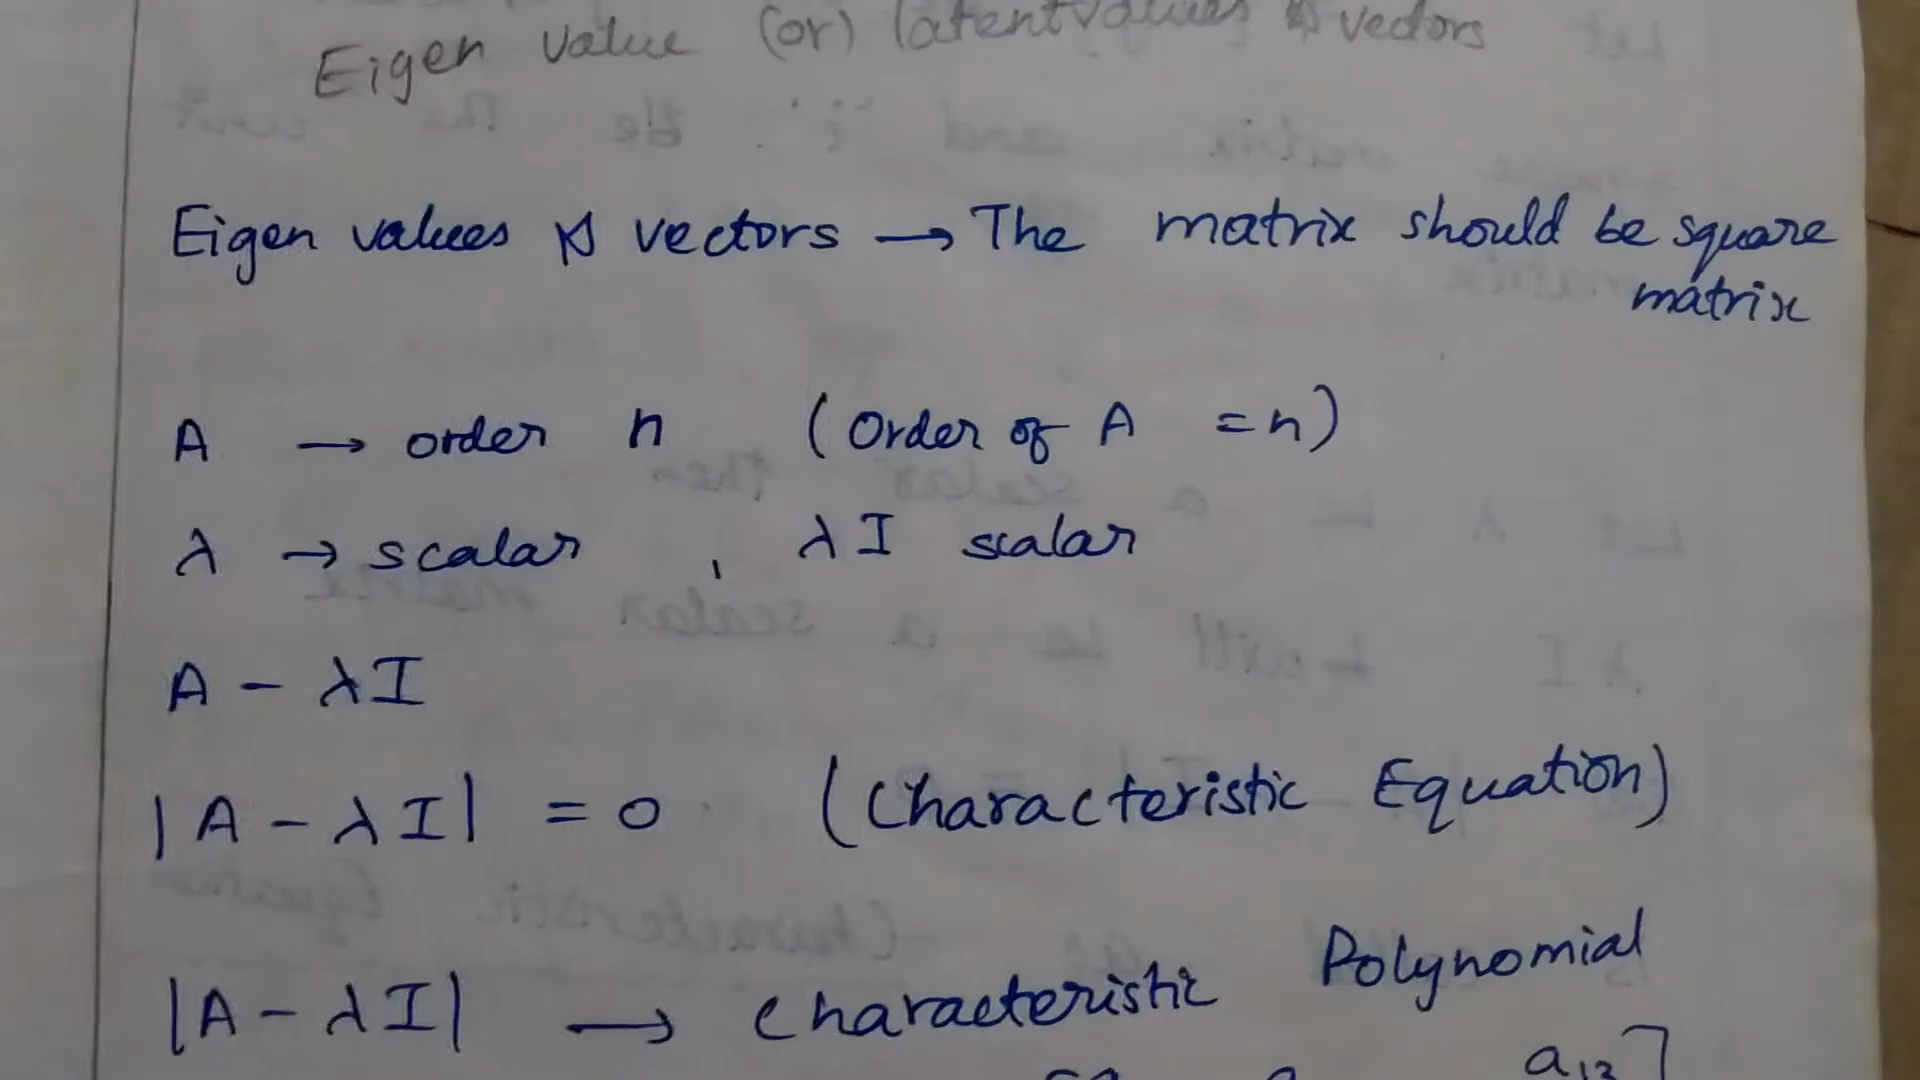 Eigen value (or) latent values & vectors
Eigen values & vectors → The matrix should be square
matrix
A → order n (Order of A = n)
λ → scalar , λI scalar
A - λI
|A - λI| = 0 (Characteristic Equation)
|A - λI| → Characteristic Polynomial